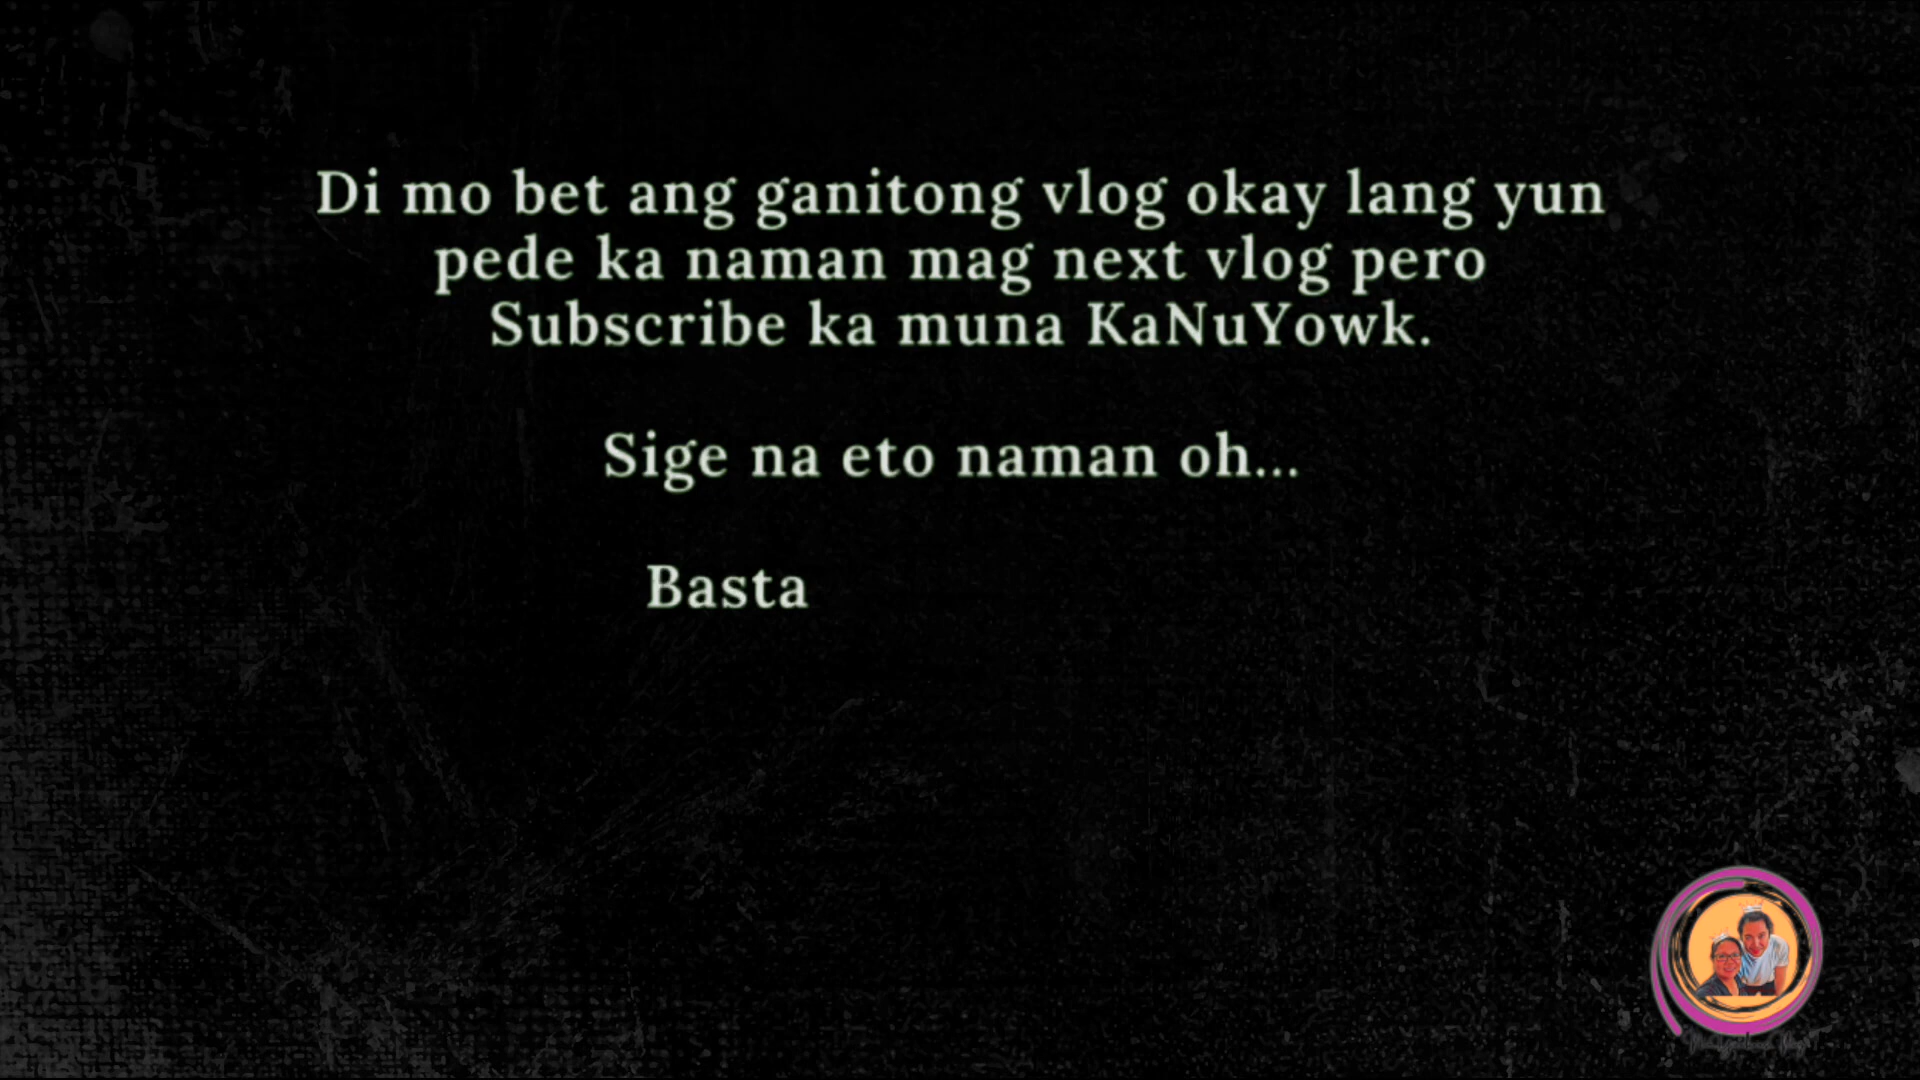 Di mo bet ang ganitong vlog okay lang yun
pede ka naman mag next vlog pero
Subscribe ka muna KaNuYowk.
Sige na eto naman oh...
Basta